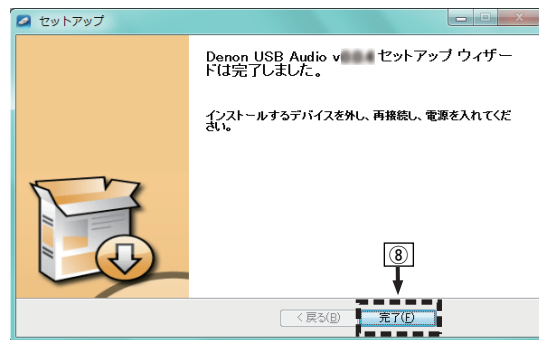 セットアップ
Denon USB Audio v セットアップ ウィザー
ドは完了しました。
インストールするデバイスを外し、再接続し、電源を入れてくだ
さい。
⑧
< 戻る(B)
完了(F)